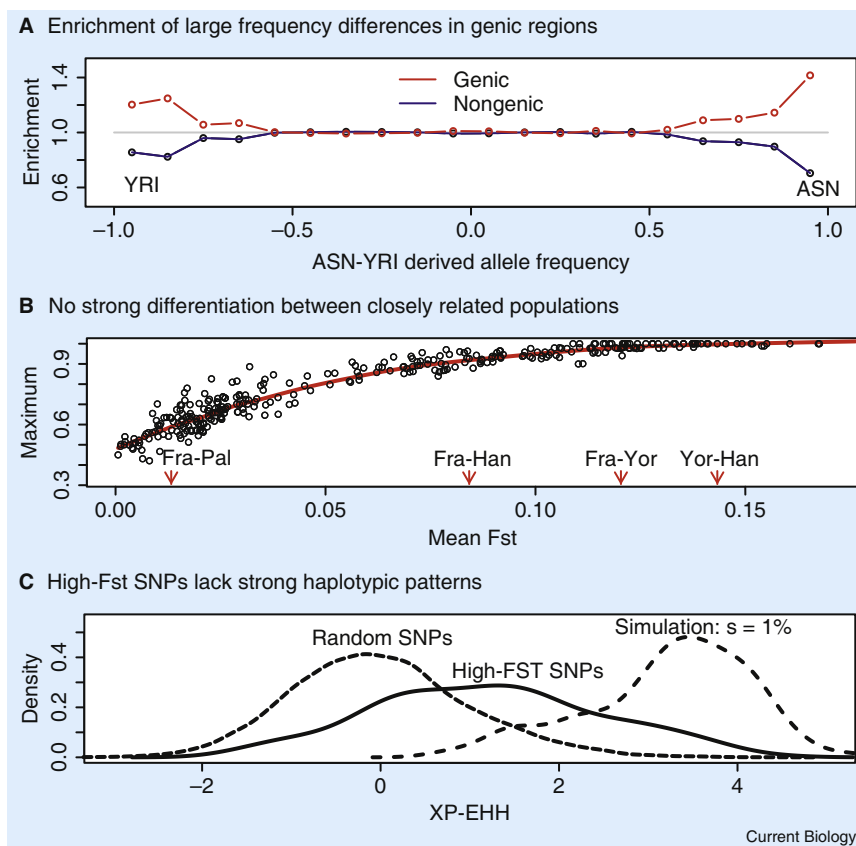 A Enrichment of large frequency differences in genic regions
Enrichment
1.4
1.0
0.6
Genic
Nongenic
YRI
ASN
−1.0 −0.5 0.0 0.5 1.0
ASN-YRI derived allele frequency
B No strong differentiation between closely related populations
Maximum
0.9
0.6
0.3
Fra-Pal Fra-Han Fra-Yor Yor-Han
0.00 0.05 0.10 0.15
Mean Fst
C High-Fst SNPs lack strong haplotypic patterns
Density
0.4
0.2
0.0
Simulation: s = 1%
Random SNPs
High-FST SNPs
−2 0 2 4
XP-EHH
Current Biology